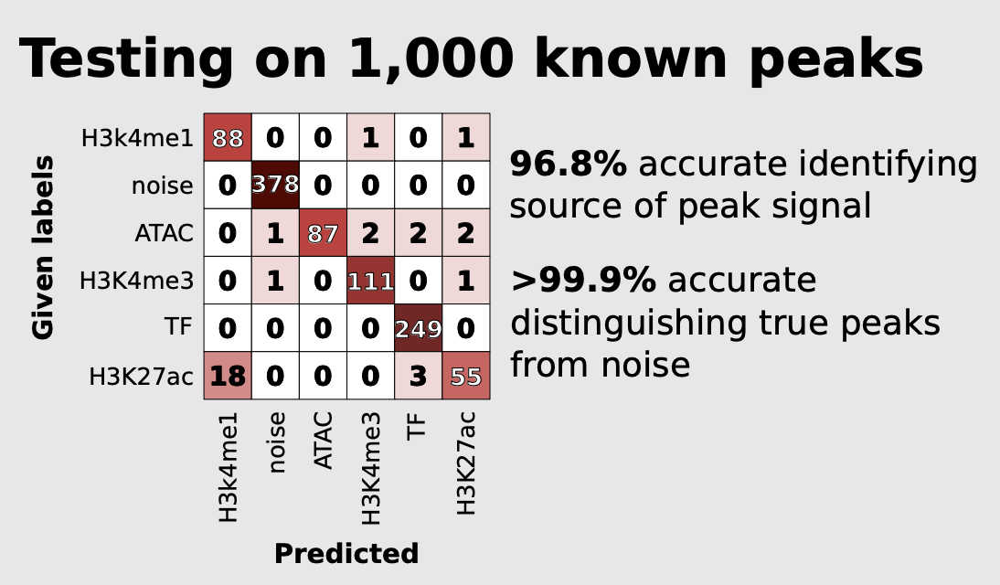 Testing on 1,000 known peaks
Given labels
H3k4me1 88 0 0 1 0 1
noise 0 378 0 0 0 0
ATAC 0 1 87 2 2 2
H3K4me3 0 1 0 111 0 1
TF 0 0 0 0 249 0
H3K27ac 18 0 0 0 3 55
H3k4me1 noise ATAC H3K4me3 TF H3K27ac
Predicted
96.8% accurate identifying
source of peak signal
>99.9% accurate
distinguishing true peaks
from noise